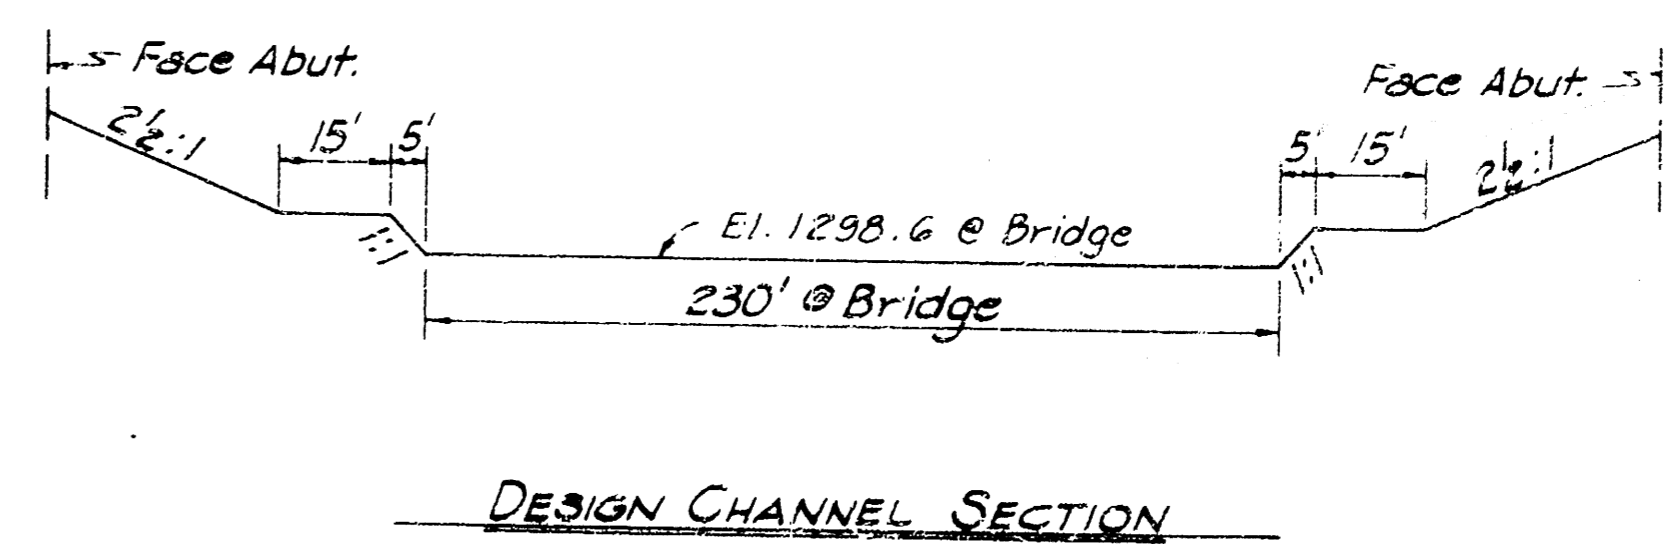 Face Abut.
Face Abut.
2½:1
15'
5'
5'
15'
2½:1
1:1
El. 1298.6 @ Bridge
1:1
230' @ Bridge
DESIGN CHANNEL SECTION